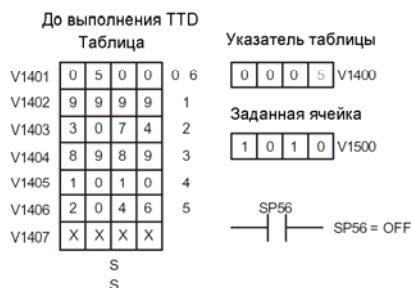 До выполнения TTD
Таблица
V1401 0 5 0 0 0 6
V1402 9 9 9 9 1
V1403 3 0 7 4 2
V1404 8 9 8 9 3
V1405 1 0 1 0 4
V1406 2 0 4 6 5
V1407 X X X X
S
S
Указатель таблицы
0 0 0 5 V1400
Заданная ячейка
1 0 1 0 V1500
SP56
SP56 = OFF